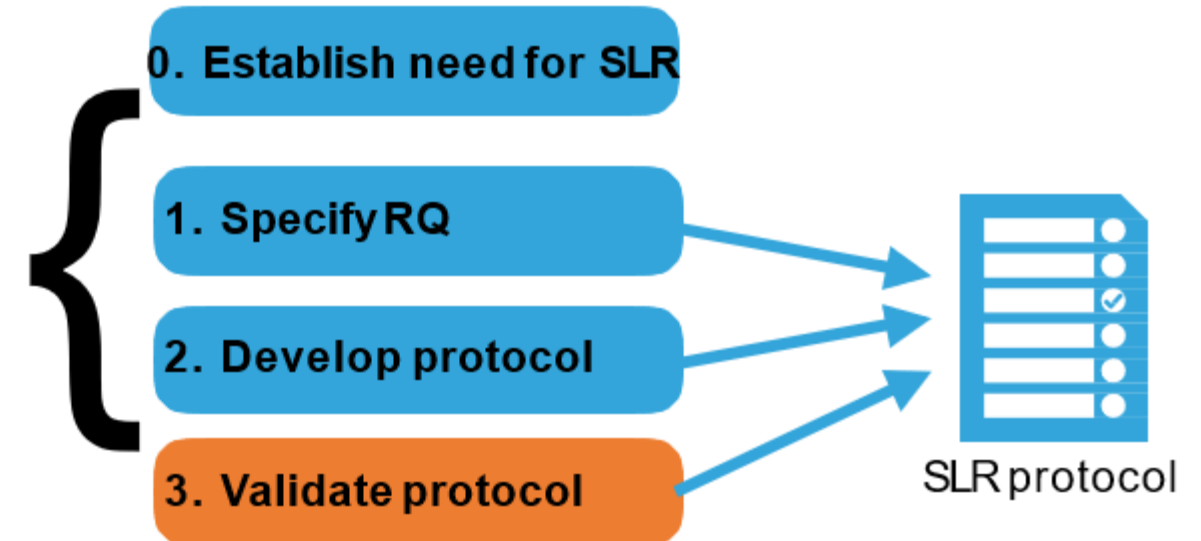 0. Establish need for SLR
1. Specify RQ
2. Develop protocol
3. Validate protocol
SLR protocol